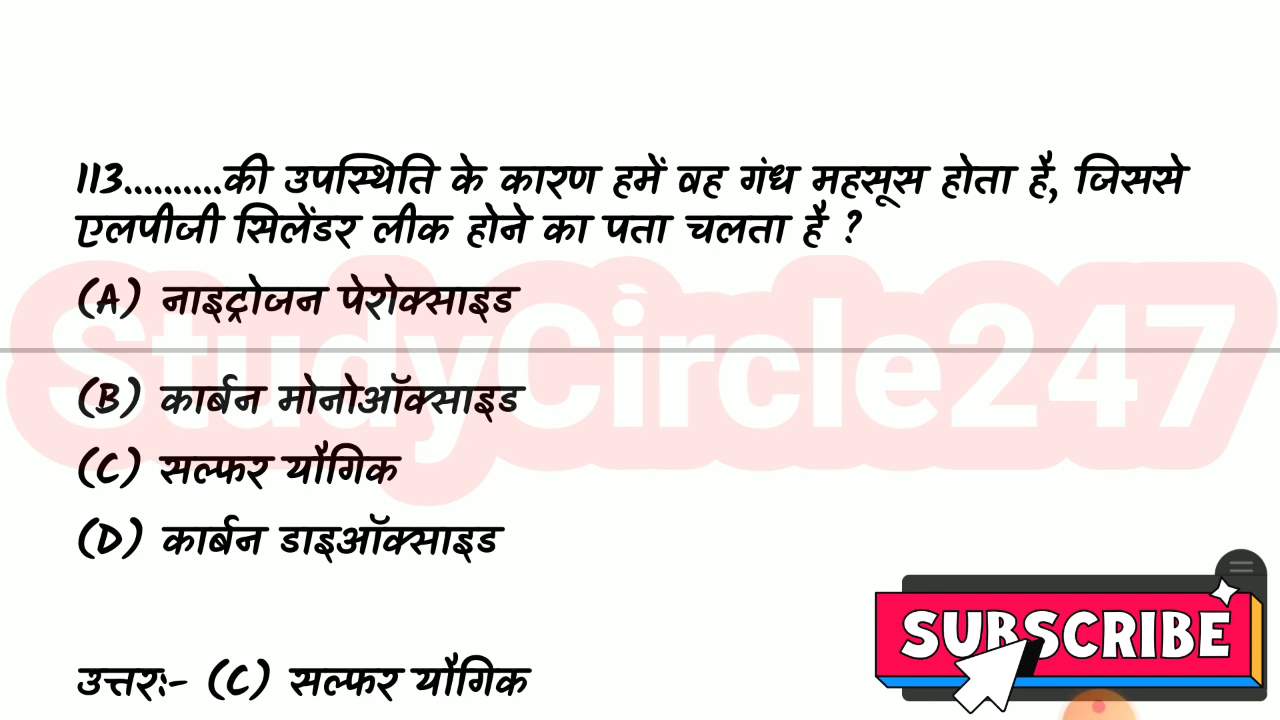 113..........की उपस्थिति के कारण हमें वह गंध महसूस होता है, जिससे
एलपीजी सिलेंडर लीक होने का पता चलता है ?
(A) नाइट्रोजन पेरोक्साइड
StudyCircle247
(B) कार्बन मोनोऑक्साइड
(C) सल्फर यौगिक
(D) कार्बन डाइऑक्साइड
SUBSCRIBE
उत्तर:- (C) सल्फर यौगिक